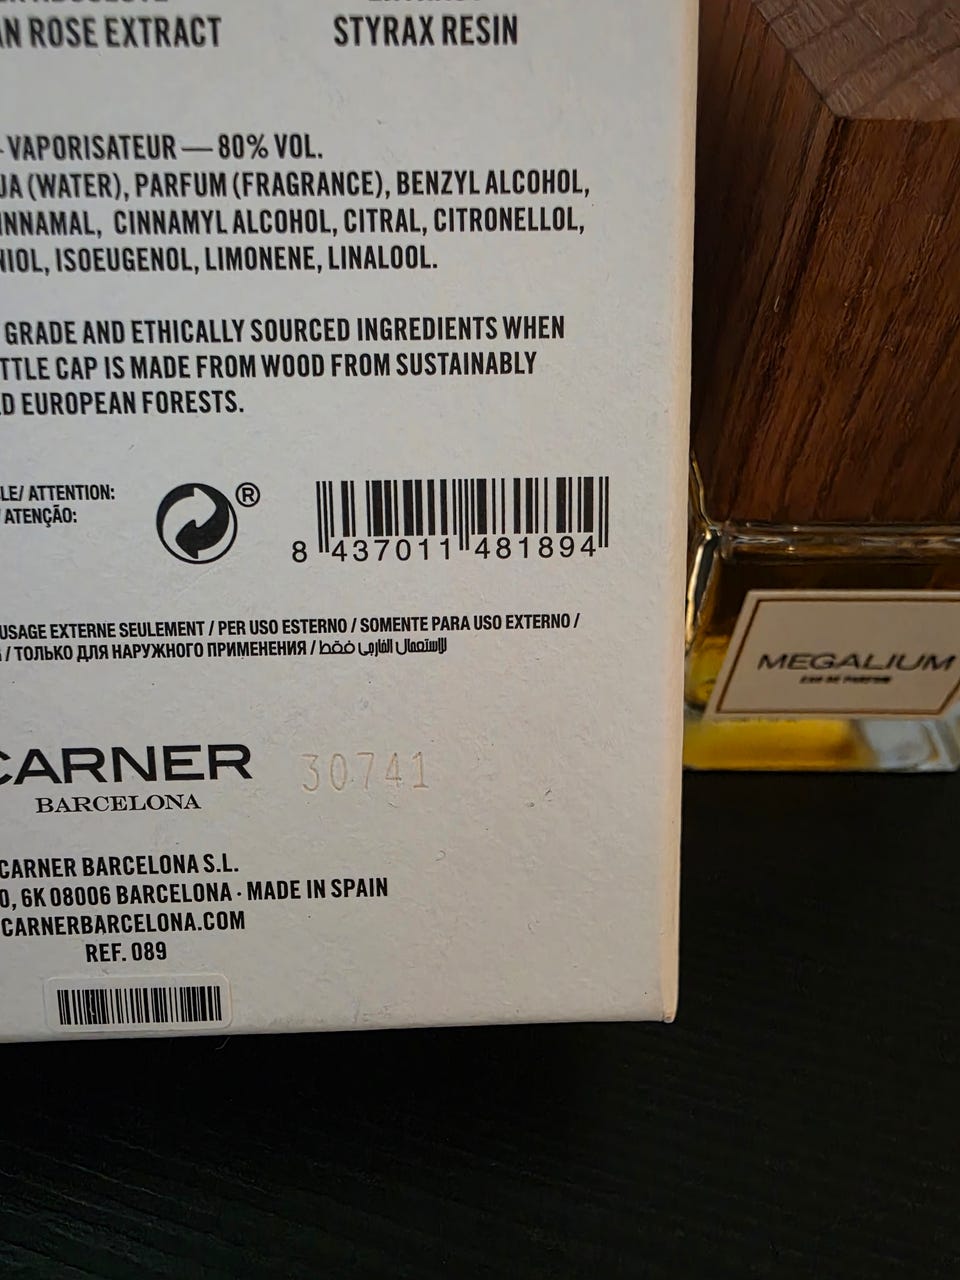 N ROSE EXTRACT
STYRAX RESIN
- VAPORISATEUR — 80% VOL.
UA (WATER), PARFUM (FRAGRANCE), BENZYL ALCOHOL,
INNAMAL, CINNAMYL ALCOHOL, CITRAL, CITRONELLOL,
NIOL, ISOEUGENOL, LIMONENE, LINALOOL.
GRADE AND ETHICALLY SOURCED INGREDIENTS WHEN
TTLE CAP IS MADE FROM WOOD FROM SUSTAINABLY
D EUROPEAN FORESTS.
LE/ ATTENTION:
/ ATENÇÃO:
®
8 437011 481894
USAGE EXTERNE SEULEMENT / PER USO ESTERNO / SOMENTE PARA USO EXTERNO /
/ ТОЛЬКО ДЛЯ НАРУЖНОГО ПРИМЕНЕНИЯ / للإستعمال الخارجي فقط
CARNER
BARCELONA
30741
CARNER BARCELONA S.L.
0, 6K 08006 BARCELONA · MADE IN SPAIN
CARNERBARCELONA.COM
REF. 089
MEGALIUM
EAU DE PARFUM